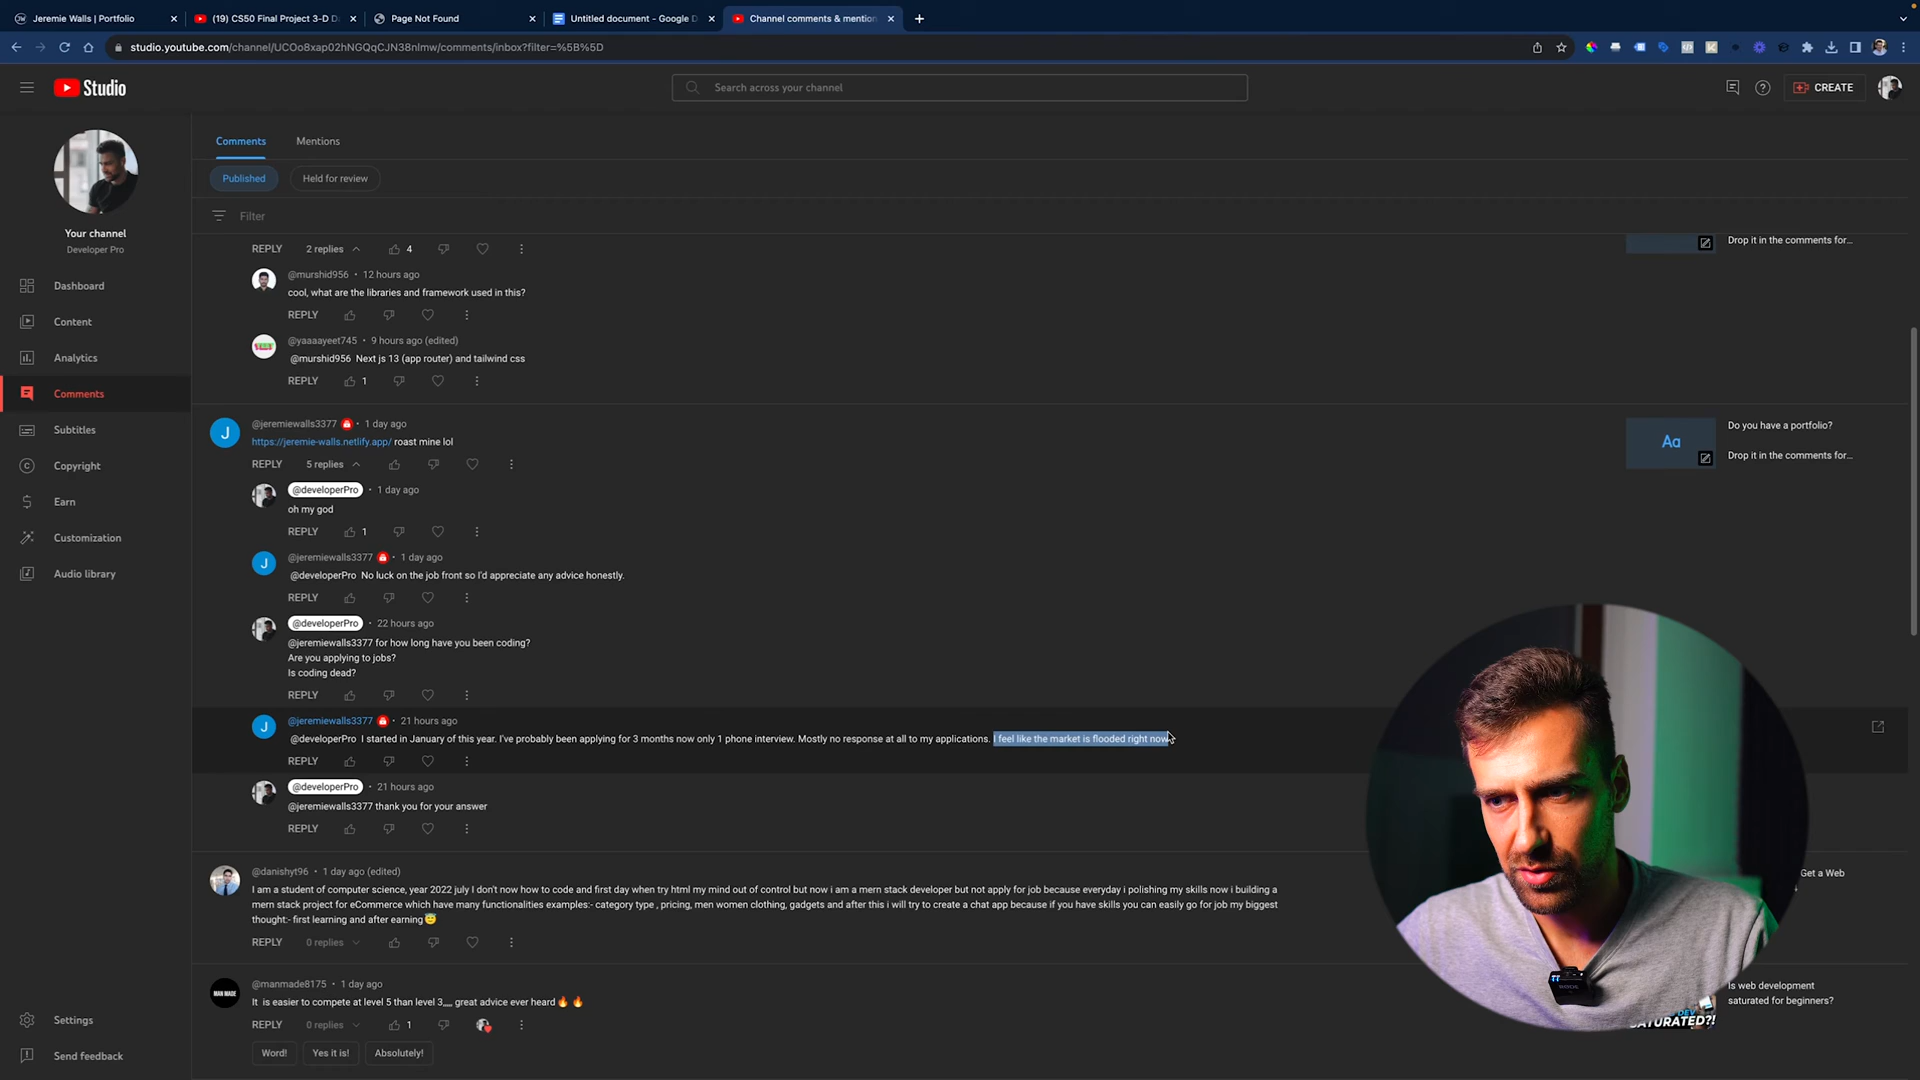 Jeremie Walls | Portfolio
(19) CS50 Final Project 3-D D
Page Not Found
Untitled document - Google D
Channel comments & mention
studio.youtube.com/channel/UCOo8xap02hNGQqCJN38nlmw/comments/inbox?filter=%5B%5D
Studio
Search across your channel
CREATE
Your channel
Developer Pro
Dashboard
Content
Analytics
Comments
Subtitles
Copyright
Earn
Customization
Audio library
Settings
Send feedback
Comments Mentions
Published Held for review
Filter
REPLY 2 replies 4
Drop it in the comments for...
@murshid956 • 12 hours ago
cool, what are the libraries and framework used in this?
REPLY
@yaaaayeet745 • 9 hours ago (edited)
@murshid956 Next js 13 (app router) and tailwind css
REPLY 1
@jeremiewalls3377 • 1 day ago
https://jeremie-walls.netlify.app/ roast mine lol
REPLY 5 replies
Aa
Do you have a portfolio?
Drop it in the comments for...
@developerPro • 1 day ago
oh my god
REPLY 1
@jeremiewalls3377 • 1 day ago
@developerPro No luck on the job front so I'd appreciate any advice honestly.
REPLY
@developerPro • 22 hours ago
@jeremiewalls3377 for how long have you been coding?
Are you applying to jobs?
Is coding dead?
REPLY
@jeremiewalls3377 • 21 hours ago
@developerPro I started in January of this year. I've probably been applying for 3 months now only 1 phone interview. Mostly no response at all to my applications. I feel like the market is flooded right now
REPLY
@developerPro • 21 hours ago
@jeremiewalls3377 thank you for your answer
REPLY
@danishyt96 • 1 day ago (edited)
I am a student of computer science, year 2022 july I don't now how to code and first day when try html my mind out of control but now i am a mern stack developer but not apply for job because everyday i polishing my skills now i building a
mern stack project for eCommerce which have many functionalities examples:- category type , pricing, men women clothing, gadgets and after this i will try to create a chat app because if you have skills you can easily go for job my biggest
thought:- first learning and after earning 😇
REPLY 0 replies
Get a Web
@manmade8175 • 1 day ago
It is easier to compete at level 5 than level 3,,,, great advice ever heard 🔥 🔥
REPLY 0 replies 1
Word! Yes it is! Absolutely!
MAN MADE
Is web development
saturated for beginners?
SATURATED?!